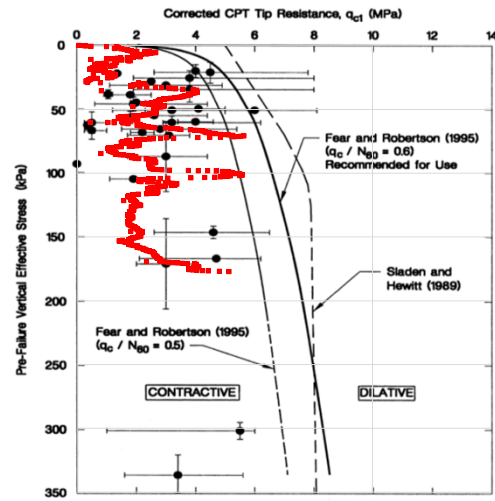 Corrected CPT Tip Resistance, qc1 (MPa)
0 2 4 6 8 10 12 14 16
0
50
100
150
200
250
300
350
Pre-Failure Vertical Effective Stress (kPa)
Fear and Robertson (1995)
(qc / N60 = 0.6)
Recommended for Use
Sladen and
Hewitt (1989)
Fear and Robertson (1995)
(qc / N60 = 0.5)
CONTRACTIVE
DILATIVE